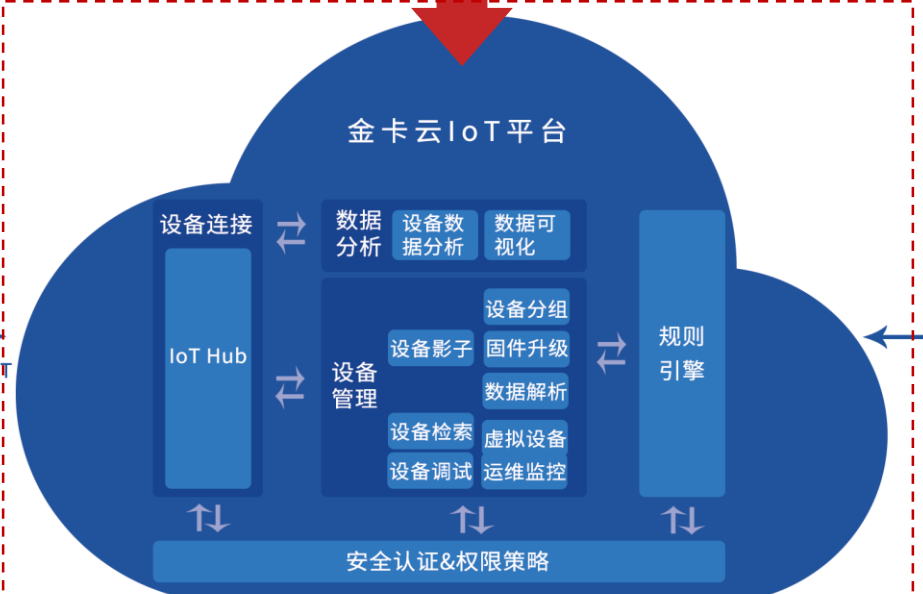 金卡云IoT平台
设备连接
IoT Hub
数据
分析
设备数
据分析
数据可
视化
设备
管理
设备分组
设备影子
固件升级
数据解析
设备检索
虚拟设备
设备调试
运维监控
规则
引擎
安全认证&权限策略
T